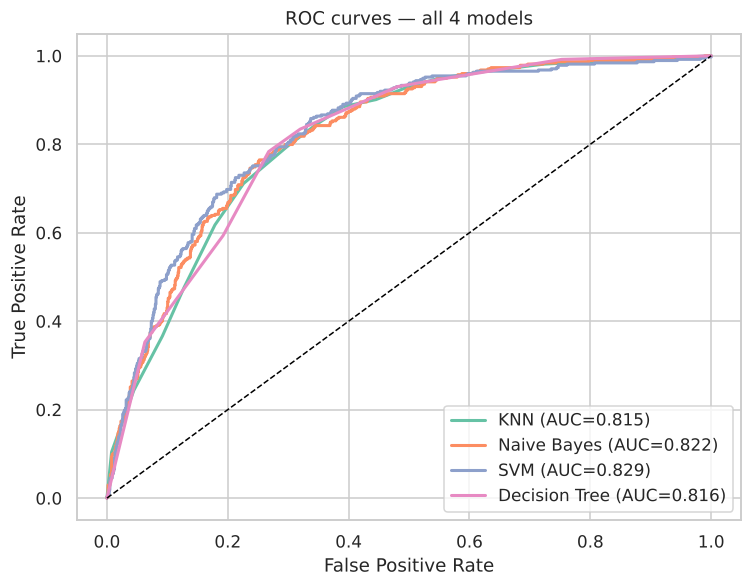 ROC curves — all 4 models
True Positive Rate
1.0
0.8
0.6
0.4
0.2
0.0
KNN (AUC=0.815)
Naive Bayes (AUC=0.822)
SVM (AUC=0.829)
Decision Tree (AUC=0.816)
0.0 0.2 0.4 0.6 0.8 1.0
False Positive Rate